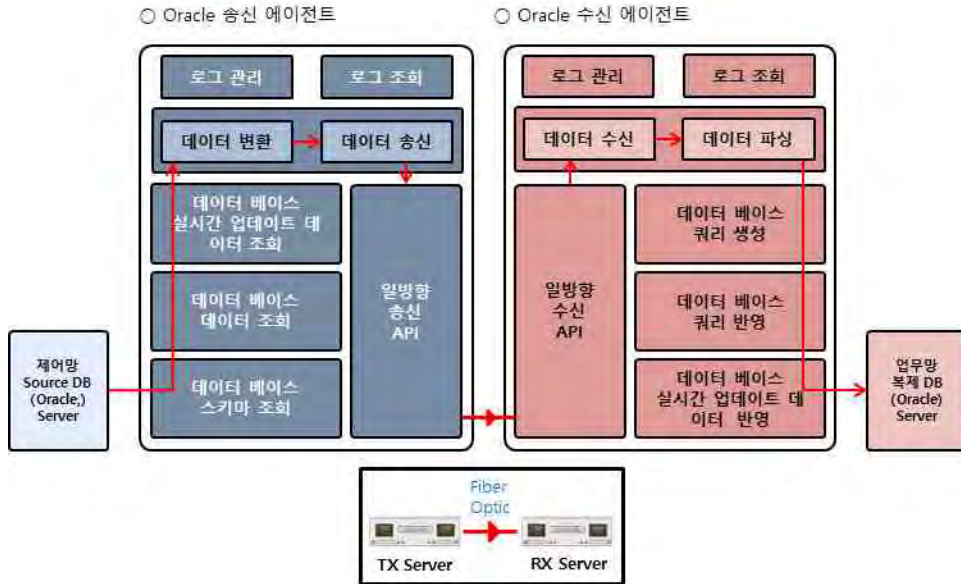 ○ Oracle 송신 에이전트
○ Oracle 수신 에이전트
로그 관리
로그 조회
데이터 변환
데이터 송신
데이터 베이스
실시간 업데이트 데
이터 조회
데이터 베이스
데이터 조회
데이터 베이스
스키마 조회
일방향
송신
API
로그 관리
로그 조회
데이터 수신
데이터 파싱
일방향
수신
API
데이터 베이스
쿼리 생성
데이터 베이스
쿼리 반영
데이터 베이스
실시간 업데이트 데
이터 반영
제어망
Source DB
(Oracle,)
Server
업무망
복제 DB
(Oracle)
Server
Fiber
Optic
TX Server
RX Server